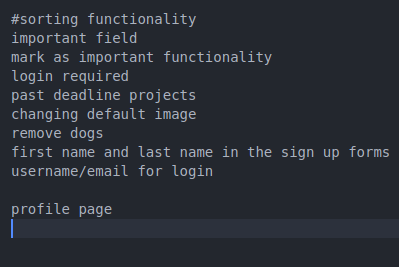 #sorting functionality
important field
mark as important functionality
login required
past deadline projects
changing default image
remove dogs
first name and last name in the sign up forms
username/email for login
profile page